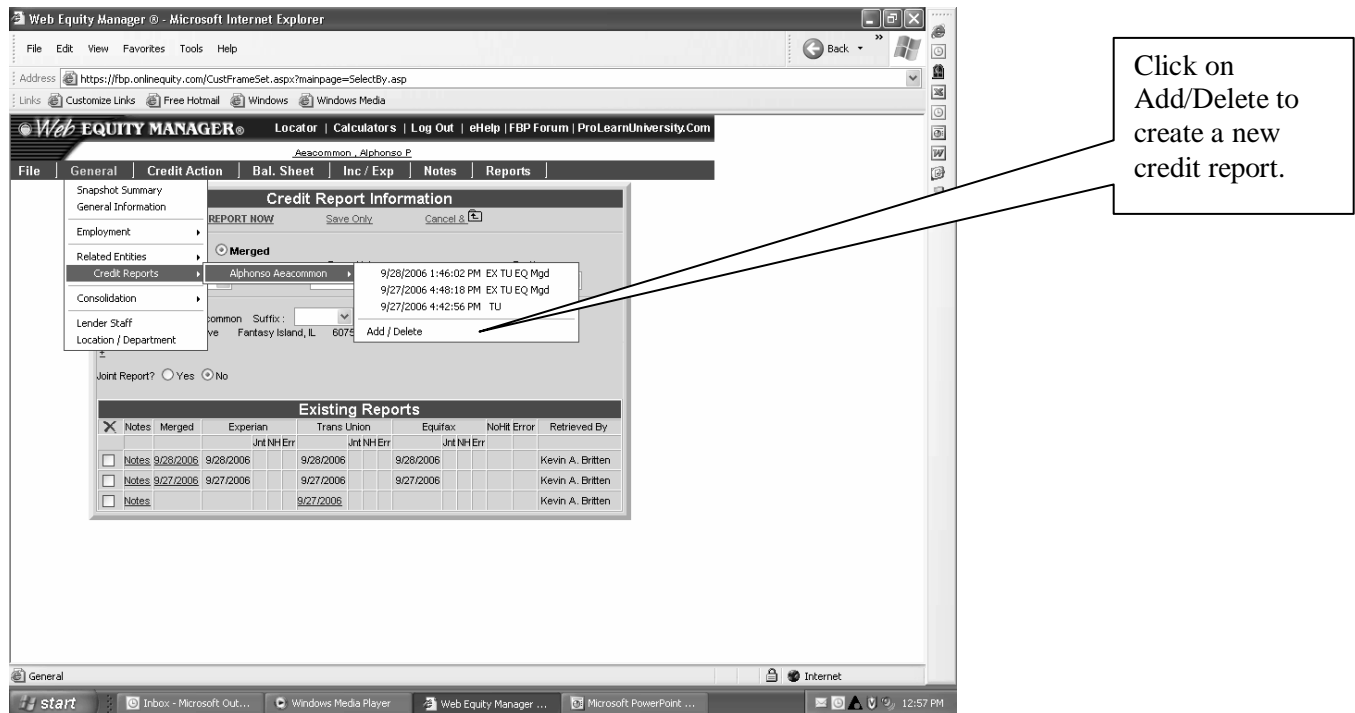 Web Equity Manager ® - Microsoft Internet Explorer
File Edit View Favorites Tools Help
Back
Address https://fbp.onlinequity.com/CustFrameSet.aspx?mainpage=SelectBy.asp
Links Customize Links Free Hotmail Windows Windows Media
Web EQUITY MANAGER® Locator | Calculators | Log Out | eHelp | FBP Forum | ProLearnUniversity.Com
Aeacommon , Alphonso P
File | General | Credit Action | Bal. Sheet | Inc / Exp | Notes | Reports |
Snapshot Summary
General Information
Employment
Related Entities
Credit Reports
Consolidation
Lender Staff
Location / Department
Credit Report Information
REPORT NOW Save Only Cancel &
Merged
Alphonso Aeacommon
9/28/2006 1:46:02 PM EX TU EQ Mgd
9/27/2006 4:48:18 PM EX TU EQ Mgd
9/27/2006 4:42:56 PM TU
Add / Delete
common Suffix :
ve Fantasy Island, IL 6075
±
Joint Report? Yes No
Existing Reports
Notes Merged Experian Trans Union Equifax NoHit Error Retrieved By
Jnt NH Err Jnt NH Err Jnt NH Err
Notes 9/28/2006 9/28/2006 9/28/2006 9/28/2006 Kevin A. Britten
Notes 9/27/2006 9/27/2006 9/27/2006 9/27/2006 Kevin A. Britten
Notes 9/27/2006 Kevin A. Britten
General Internet
start Inbox - Microsoft Out... Windows Media Player Web Equity Manager ... Microsoft PowerPoint ... 12:57 PM
Click on
Add/Delete to
create a new
credit report.